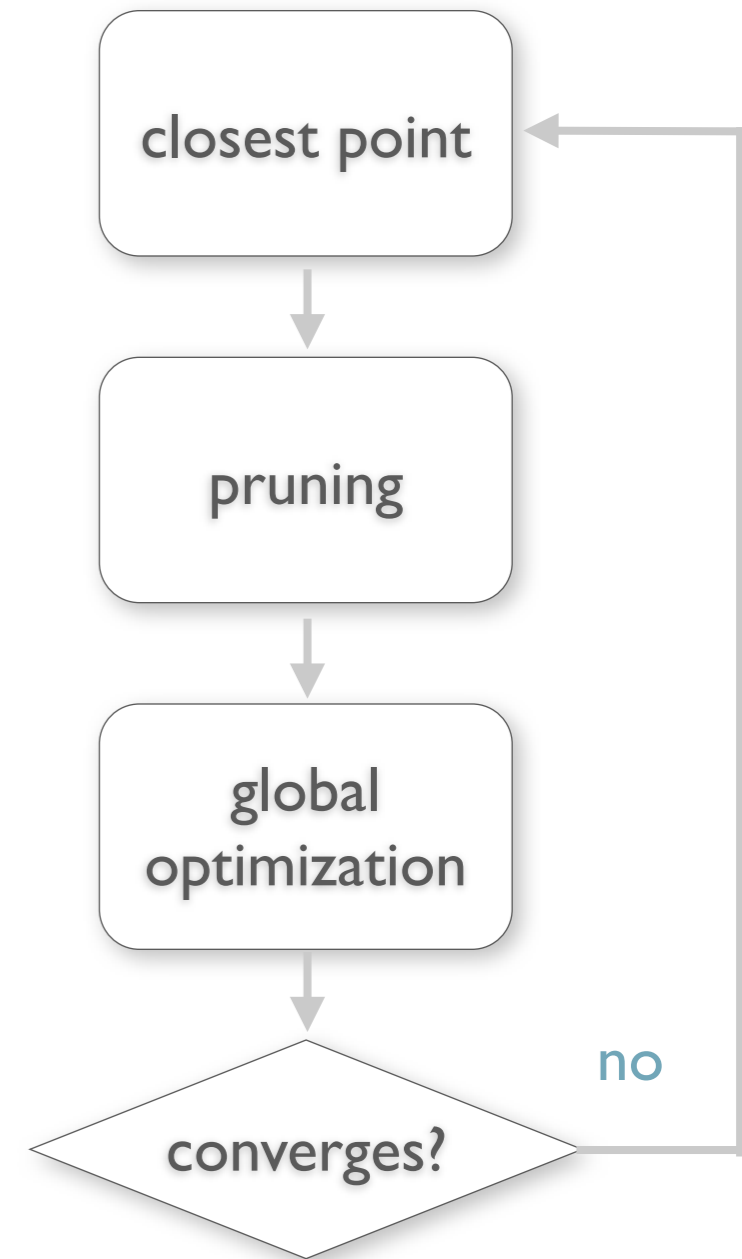 closest point
pruning
global
optimization
no
converges?